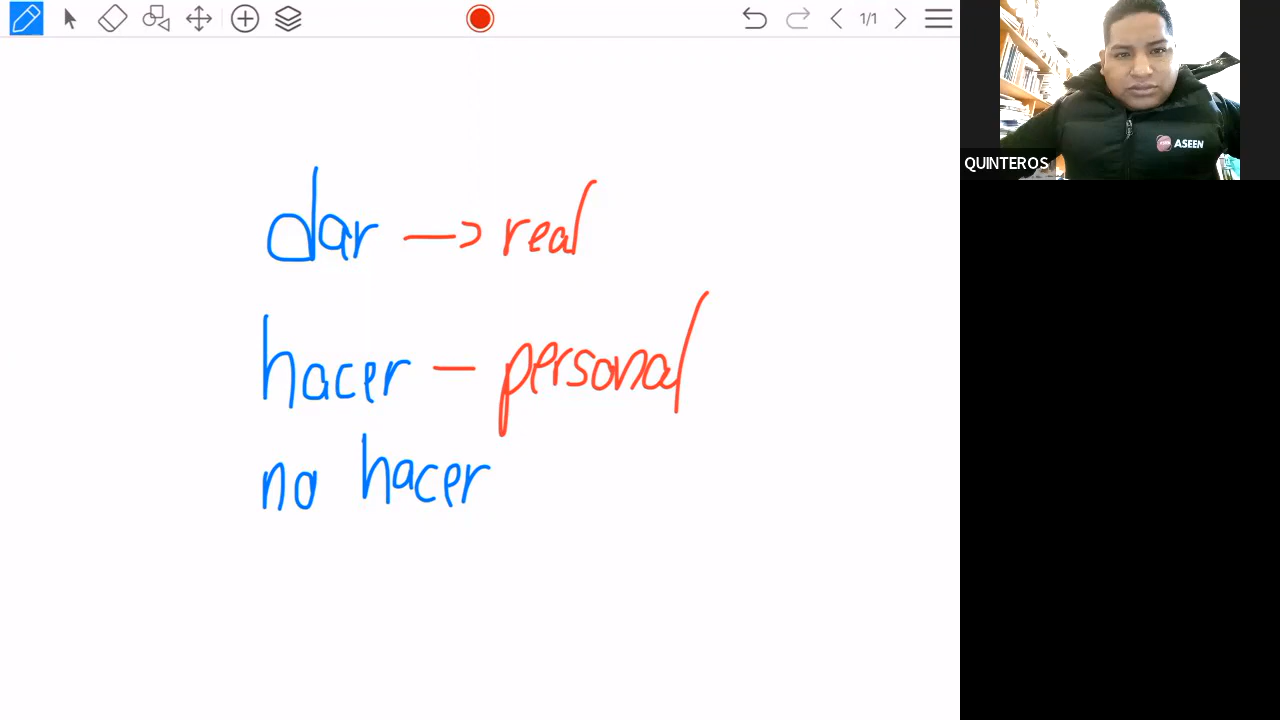 1/1
QUINTEROS
ASEEN
dar → real
hacer — personal
no hacer